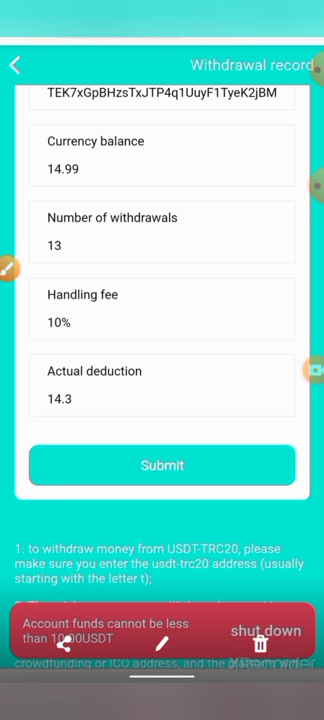 Withdrawal record
TEK7xGpBHzsTxJTP4q1UuyF1TyeK2jBM
Currency balance
14.99
Number of withdrawals
13
Handling fee
10%
Actual deduction
14.3
Submit
1. to withdraw money from USDT-TRC20, please
make sure you enter the usdt-trc20 address (usually
starting with the letter t);
Account funds cannot be less
than 10.00USDT
shut down
crowdfunding or ICO address, and the platform will